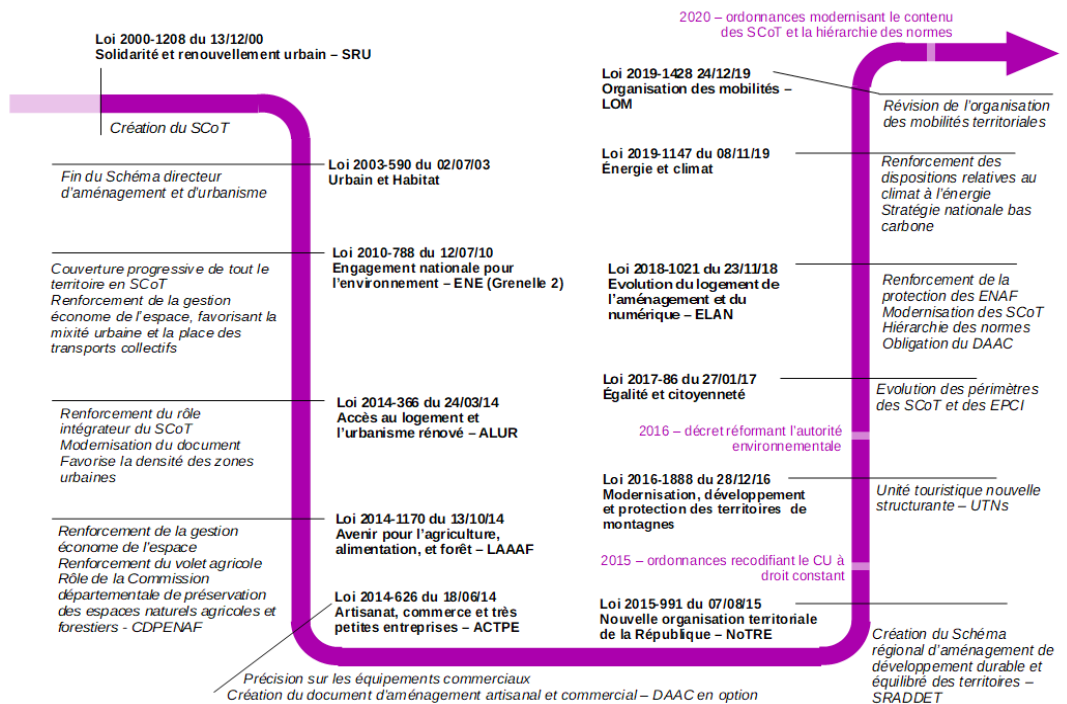 Loi 2000-1208 du 13/12/00
Solidarité et renouvellement urbain – SRU
Création du SCoT
Loi 2003-590 du 02/07/03
Urbain et Habitat
Fin du Schéma directeur
d'aménagement et d'urbanisme
Loi 2010-788 du 12/07/10
Engagement nationale pour
l'environnement – ENE (Grenelle 2)
Couverture progressive de tout le
territoire en SCoT
Renforcement de la gestion
économe de l'espace, favorisant la
mixité urbaine et la place des
transports collectifs
Loi 2014-366 du 24/03/14
Accès au logement et
l'urbanisme rénové – ALUR
Renforcement du rôle
intégrateur du SCoT
Modernisation du document
Favorise la densité des zones
urbaines
Loi 2014-1170 du 13/10/14
Avenir pour l'agriculture,
alimentation, et forêt – LAAAF
Renforcement de la gestion
économe de l'espace
Renforcement du volet agricole
Rôle de la Commission
départementale de préservation
des espaces naturels agricoles et
forestiers - CDPENAF
Loi 2014-626 du 18/06/14
Artisanat, commerce et très
petites entreprises – ACTPE
Précision sur les équipements commerciaux
Création du document d'aménagement artisanal et commercial – DAAC en option
Loi 2015-991 du 07/08/15
Nouvelle organisation territoriale
de la République – NoTRE
Création du Schéma
régional d'aménagement de
développement durable et
équilibré des territoires –
SRADDET
2015 – ordonnances recodifiant le CU à
droit constant
Loi 2016-1888 du 28/12/16
Modernisation, développement
et protection des territoires de
montagnes
Unité touristique nouvelle
structurante – UTNs
2016 – décret réformant l'autorité
environnementale
Loi 2017-86 du 27/01/17
Égalité et citoyenneté
Evolution des périmètres
des SCoT et des EPCI
Loi 2018-1021 du 23/11/18
Evolution du logement de
l'aménagement et du
numérique – ELAN
Renforcement de la
protection des ENAF
Modernisation des SCoT
Hiérarchie des normes
Obligation du DAAC
Loi 2019-1147 du 08/11/19
Énergie et climat
Renforcement des
dispositions relatives au
climat à l'énergie
Stratégie nationale bas
carbone
Loi 2019-1428 24/12/19
Organisation des mobilités –
LOM
Révision de l'organisation
des mobilités territoriales
2020 – ordonnances modernisant le contenu
des SCoT et la hiérarchie des normes